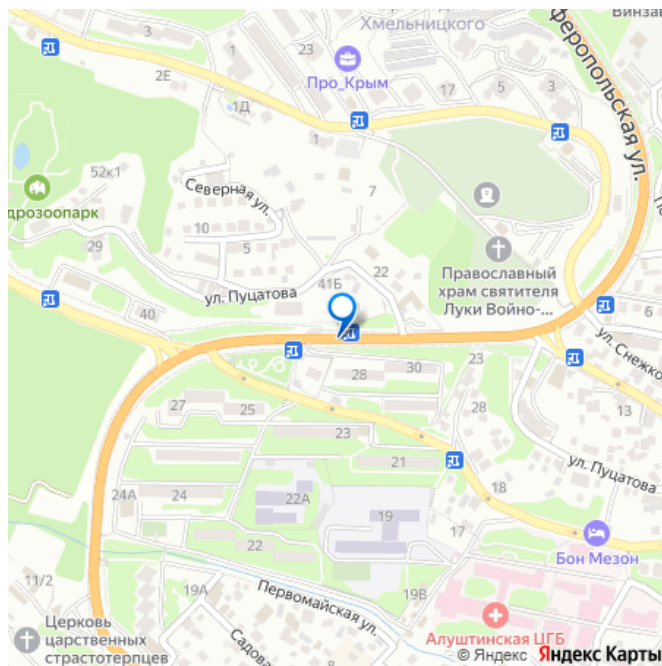 Хмельницкого
Винза
23
1
3
2Е
Про_Крым
17
5
3
феропольская ул.
1Д
1
52к1
Северная ул.
7
дрозоопарк
10
5
29
22
Православный
храм святителя
Луки Войно-...
41Б
ул. Пуцатова
40
6
ул. Снежко
23
28
30
28
13
27
25
23
21
ул. Пуцатова
18
24А
24
22А
19
17
22
Бон Мезон
11/2
19А
19В
Первомайская ул.
Церковь
царственных
страстотерпцев
Садова
Алуштинская ЦГБ
© Яндекс Яндекс Карты